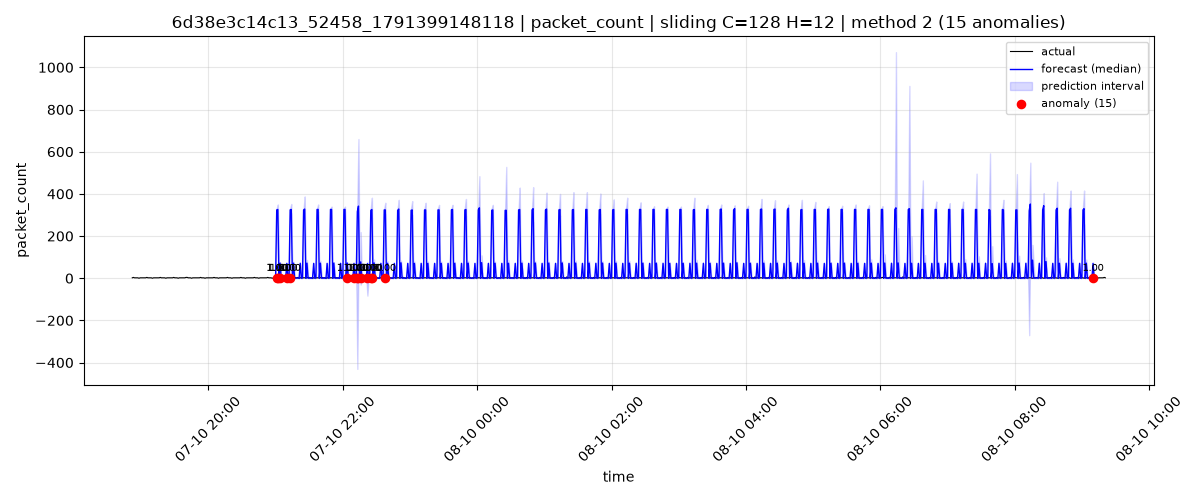 6d38e3c14c13_52458_1791399148118 | packet_count | sliding C=128 H=12 | method 2 (15 anomalies)
actual
forecast (median)
prediction interval
anomaly (15)
packet_count
1000
800
600
400
200
0
−200
−400
1.00
07-10 20:00
07-10 22:00
08-10 00:00
08-10 02:00
08-10 04:00
08-10 06:00
08-10 08:00
08-10 10:00
time